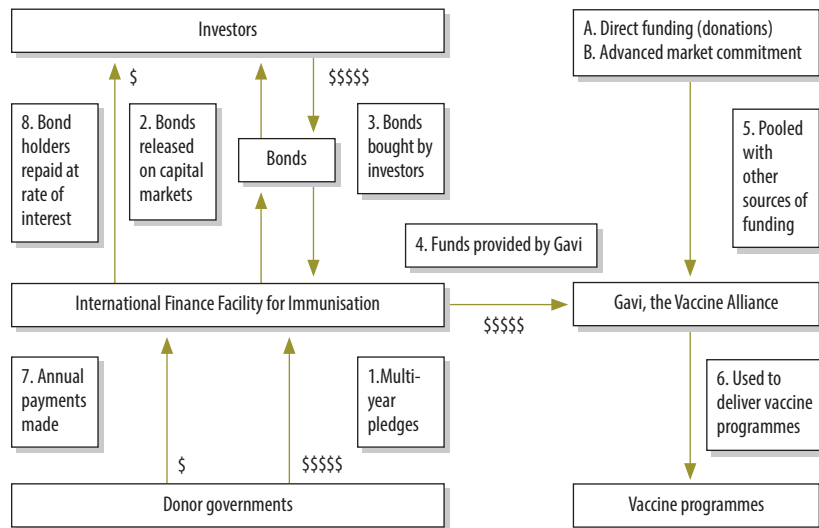 Investors
A. Direct funding (donations)
B. Advanced market commitment
$
$$$$$
8. Bond
holders
repaid at
rate of
interest
2. Bonds
released
on capital
markets
Bonds
3. Bonds
bought by
investors
5. Pooled
with
other
sources of
funding
4. Funds provided by Gavi
International Finance Facility for Immunisation
$$$$$
Gavi, the Vaccine Alliance
7. Annual
payments
made
1.Multi-
year
pledges
6. Used to
deliver vaccine
programmes
$
$$$$$
Donor governments
Vaccine programmes